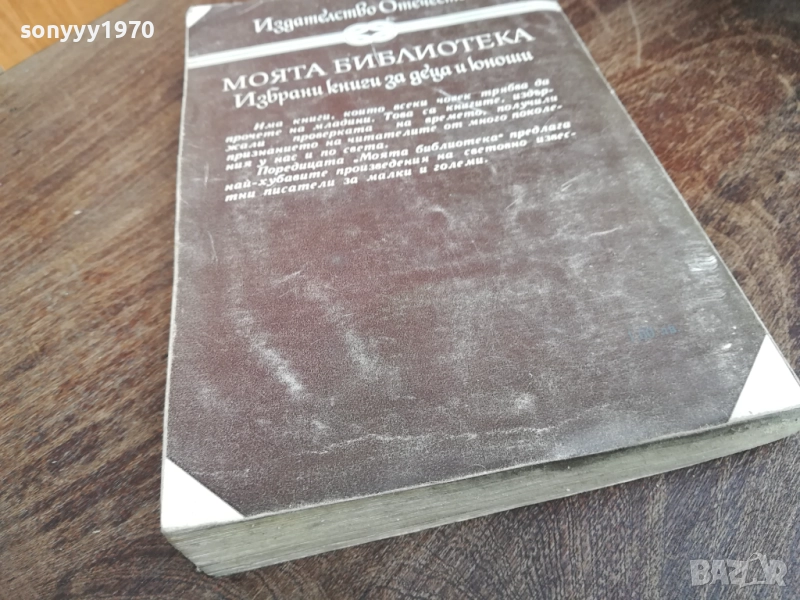 sonyyy1970
Издателство
МОЯТА БИБЛИОТЕКА
Избрани книги за деца и юноши
Има книги, които всеки човек трябва да
прочете на младини. Това са книгите, издър-
жали проверката на времето, получили
признанието на читателите от много поколе-
ния у нас и по света.
Поредицата „Моята библиотека" предлага
най-хубавите произведения на световно извес-
тни писатели за малки и големи.
BAZAR